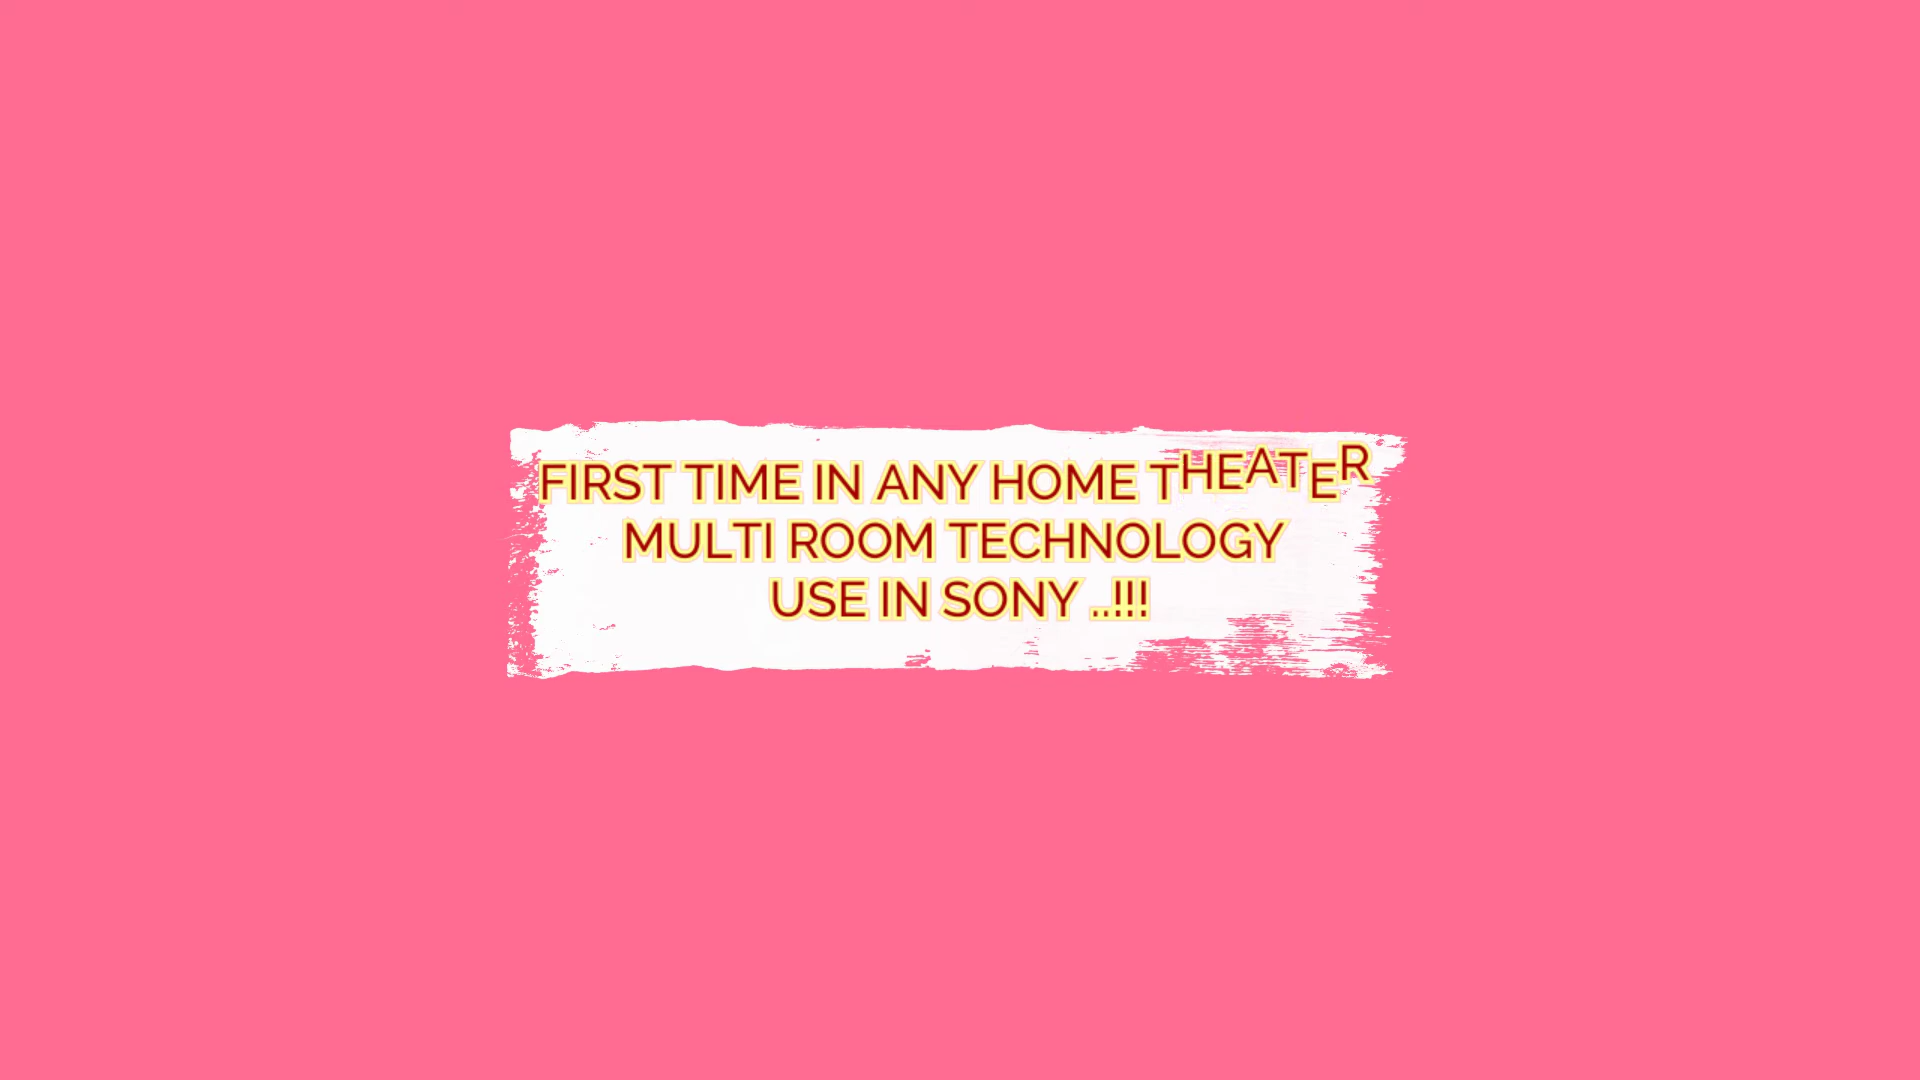 FIRST TIME IN ANY HOME THEATER
MULTI ROOM TECHNOLOGY
USE IN SONY ..!!!